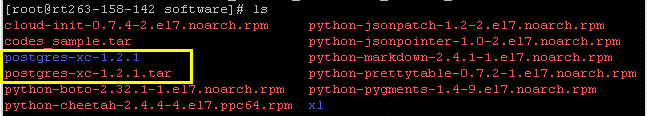 [root@rt263-158-142 software]# ls
cloud-init-0.7.4-2.el7.noarch.rpm python-jsonpatch-1.2-2.el7.noarch.rpm
codes_sample.tar python-jsonpointer-1.0-2.el7.noarch.rpm
postgres-xc-1.2.1 python-markdown-2.4.1-1.el7.noarch.rpm
postgres-xc-1.2.1.tar python-prettytable-0.7.2-1.el7.noarch.rpm
python-boto-2.32.1-1.el7.noarch.rpm python-pygments-1.4-9.el7.noarch.rpm
python-cheetah-2.4.4-4.el7.ppc64.rpm xl